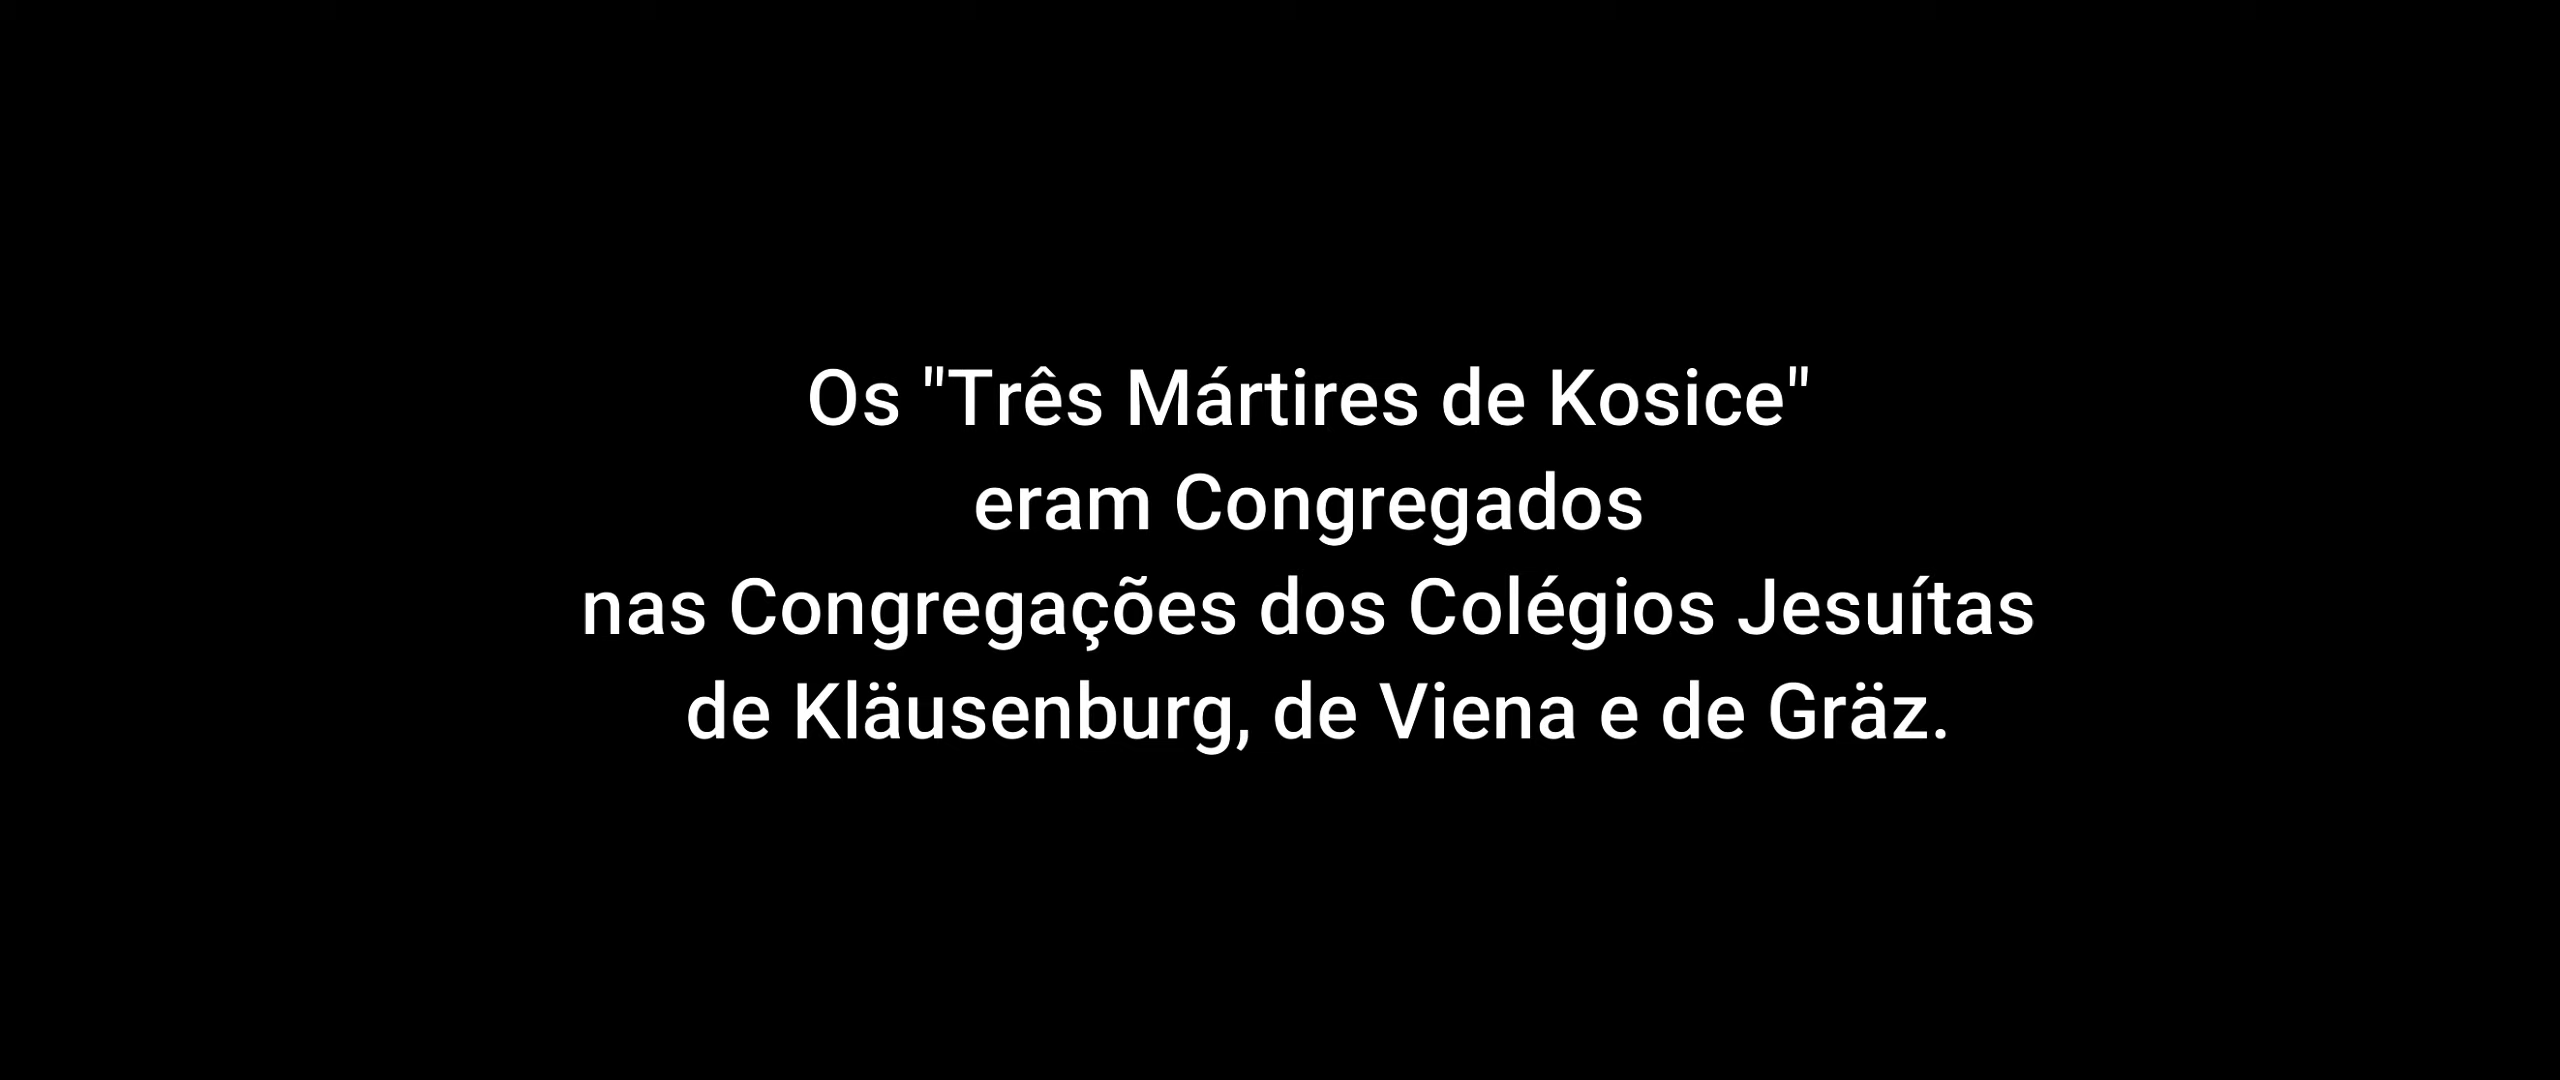 Os "Três Mártires de Kosice"
eram Congregados
nas Congregações dos Colégios Jesuítas
de Kläusenburg, de Viena e de Gräz.